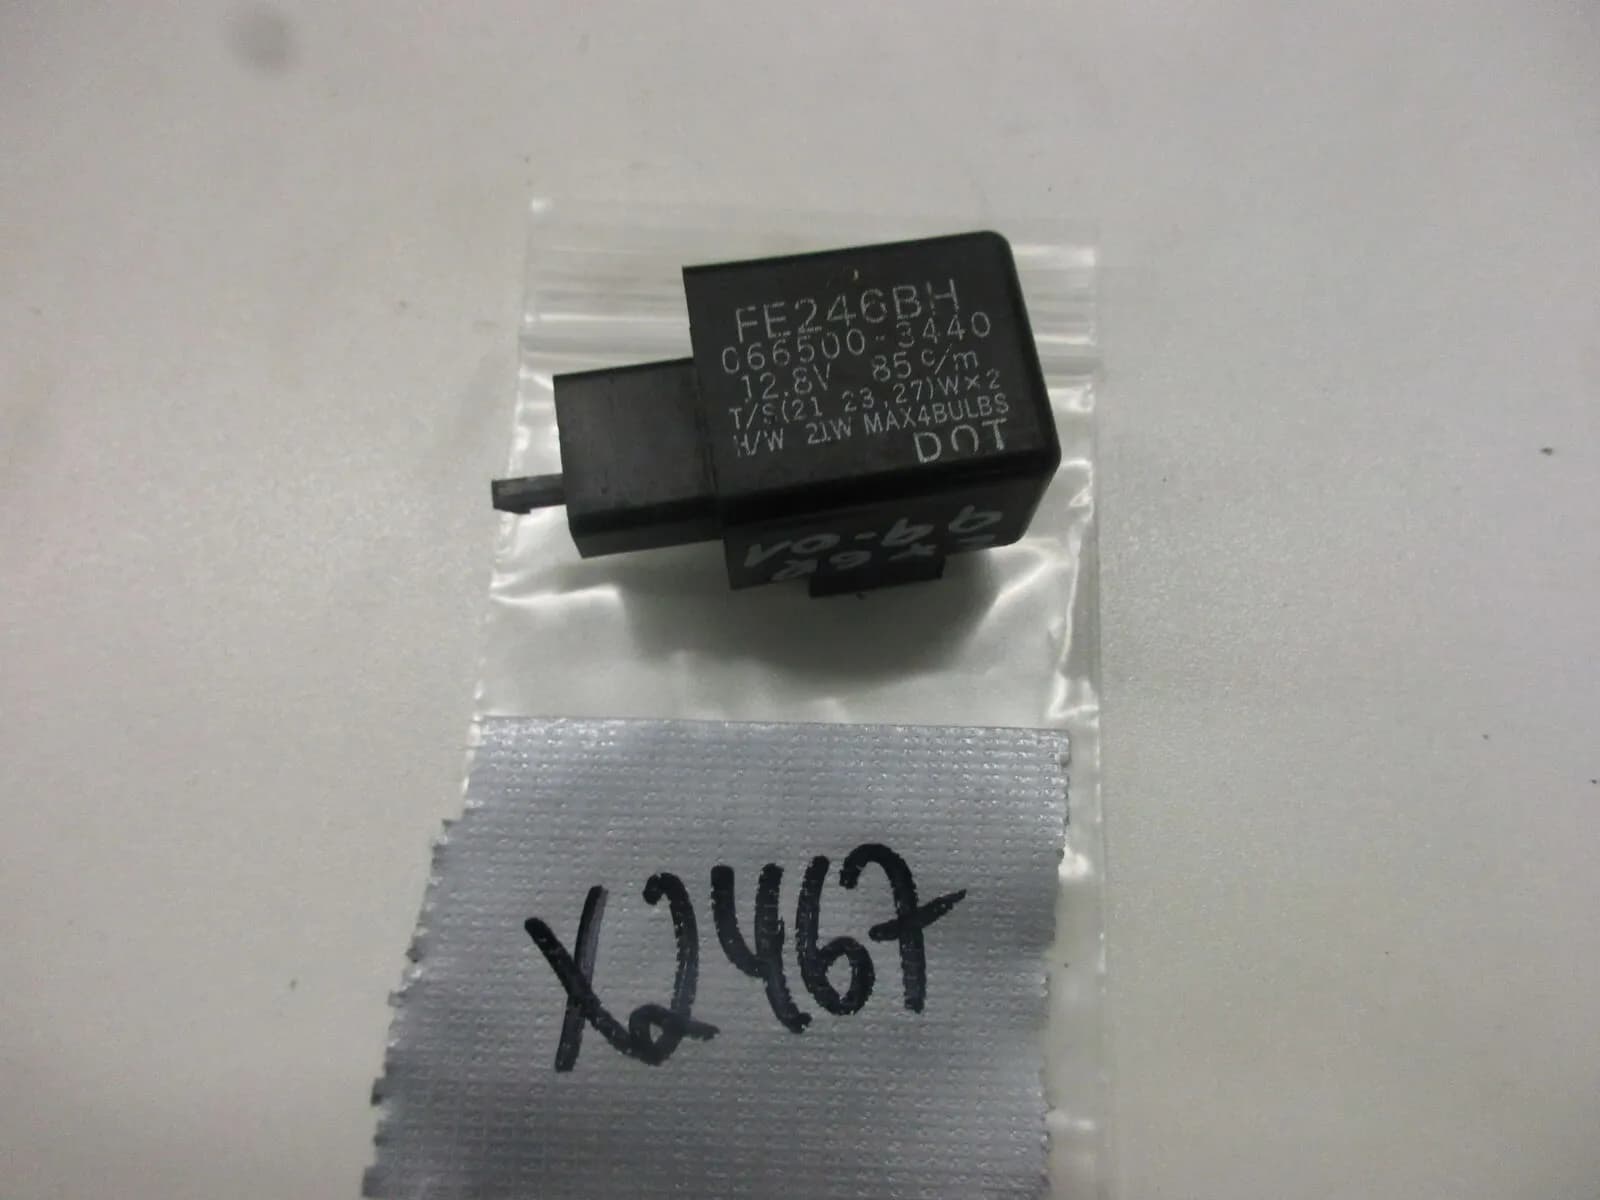 FE246BH
066500-3440
12.8V 85c/m
T/S(21 23,27)W×2
H/W 21W MAX4BULBS
DOT
X2467